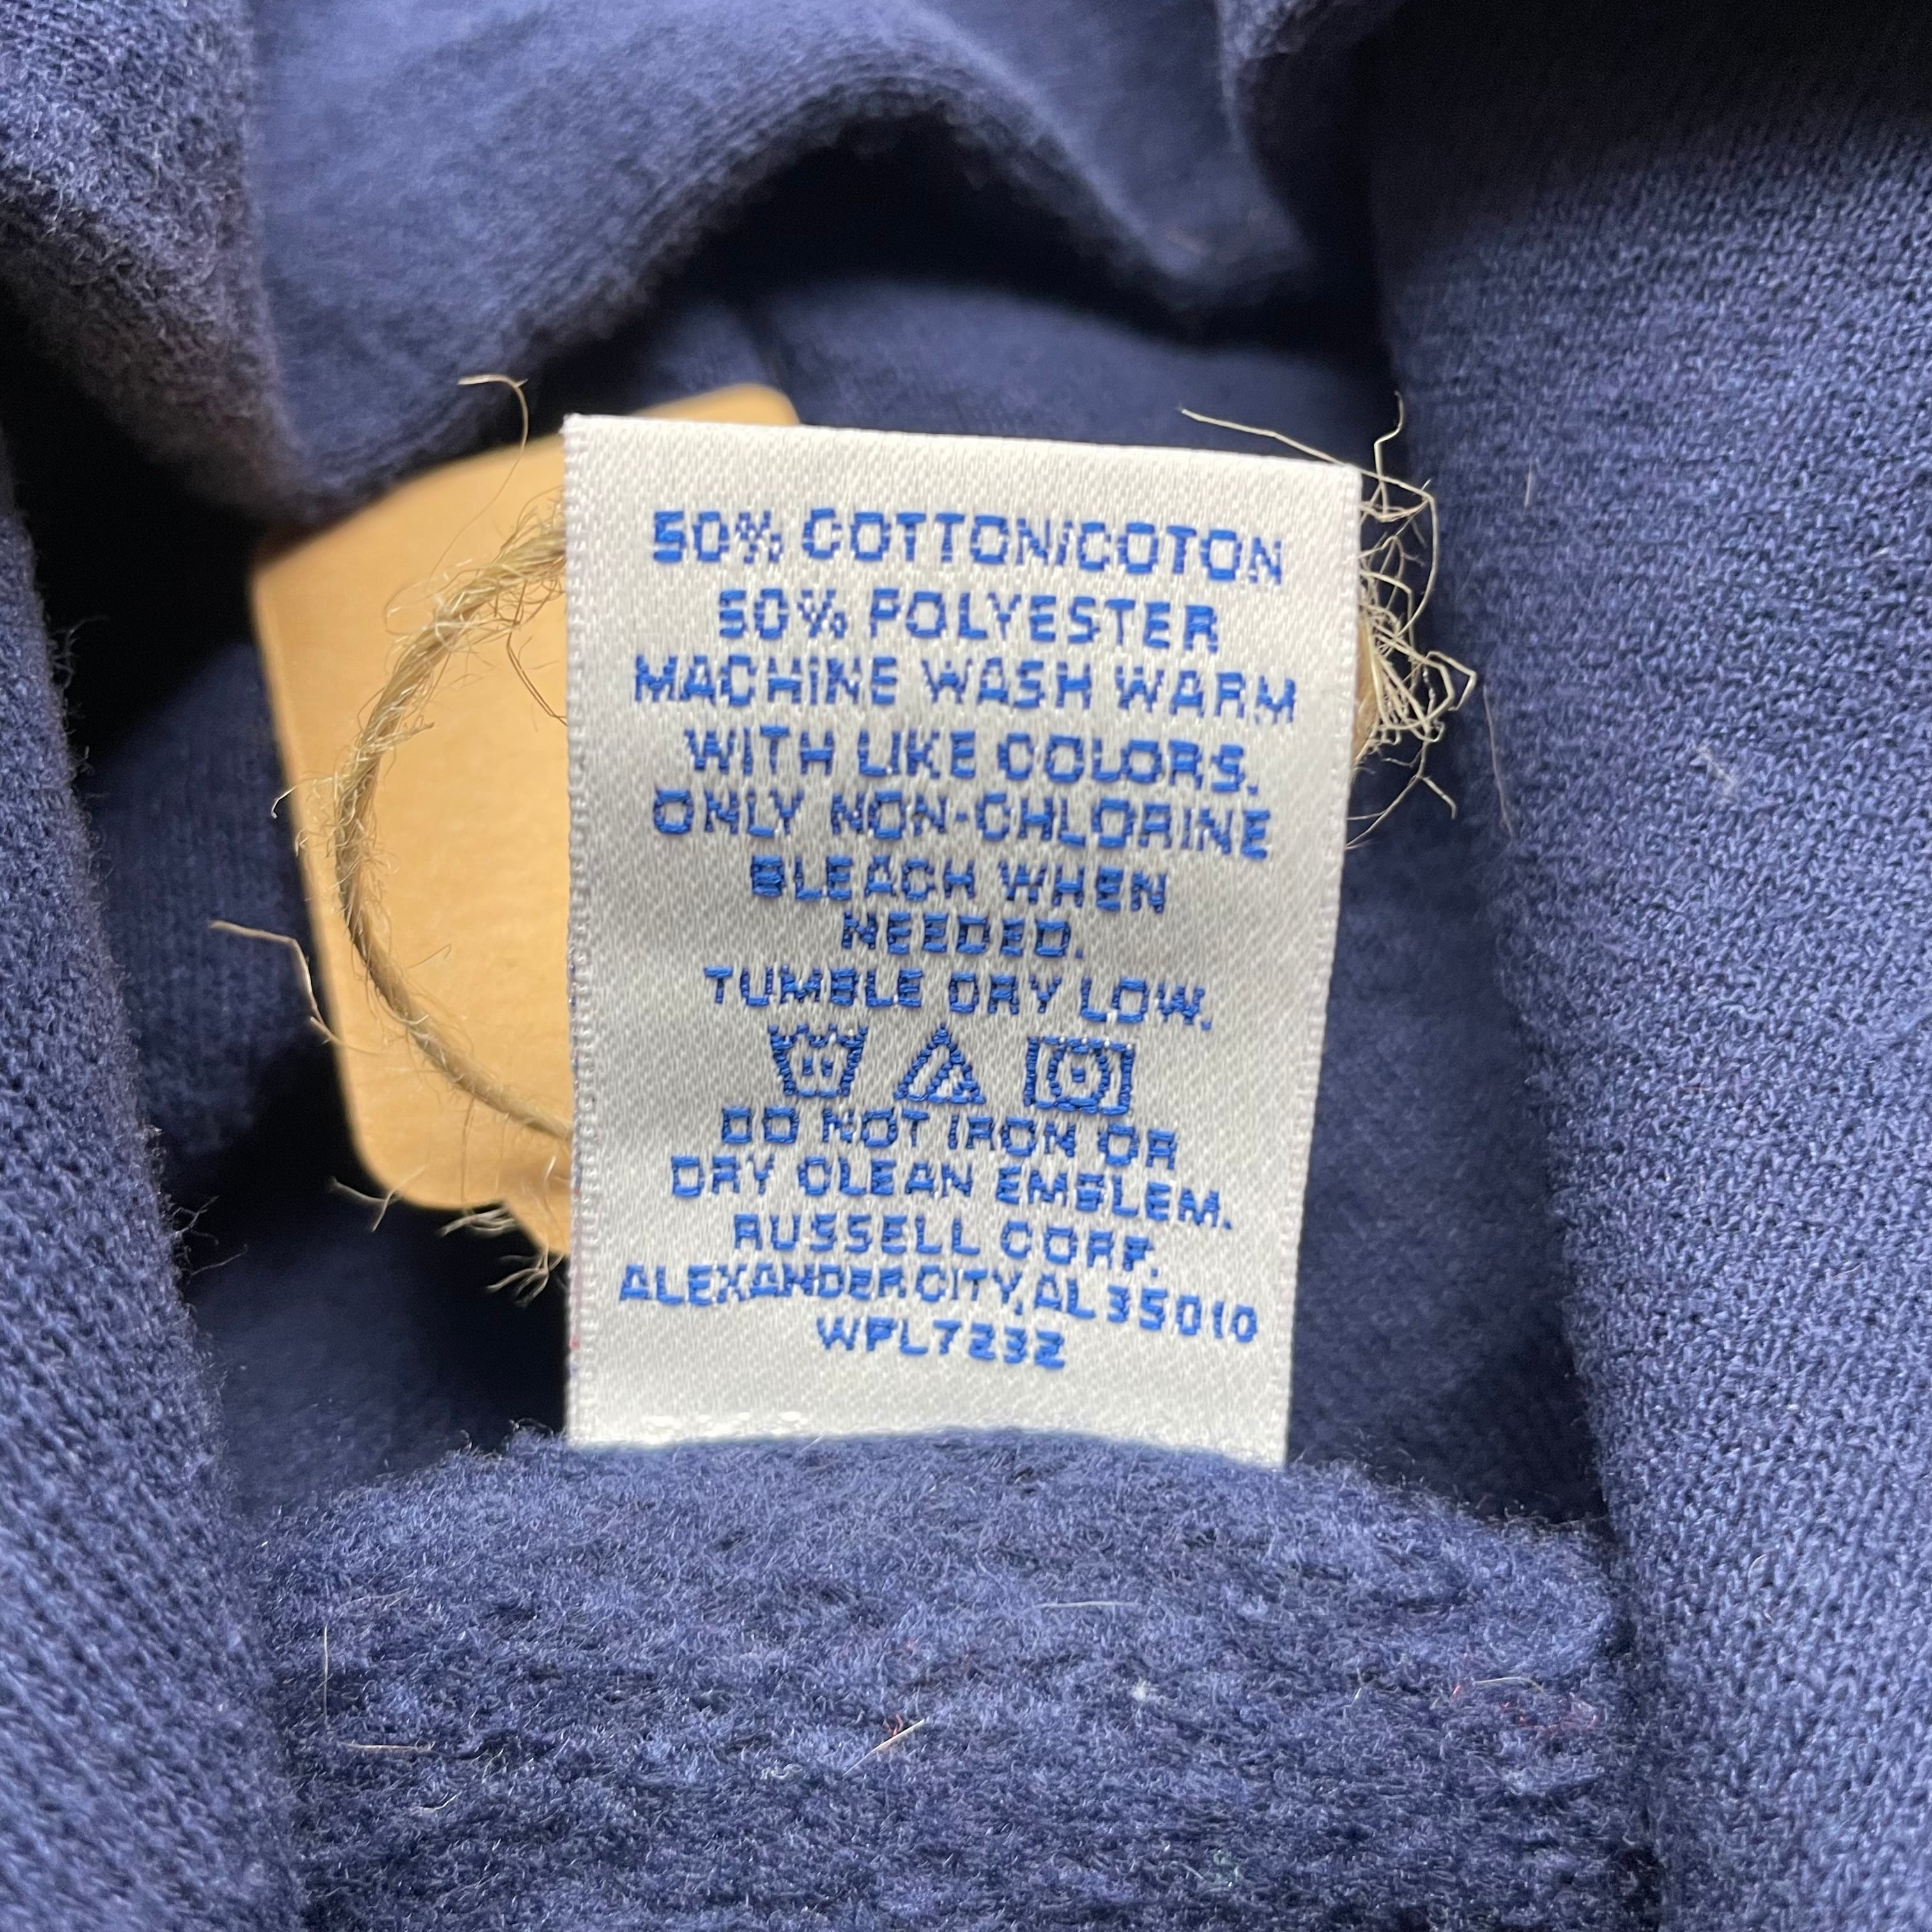 50% COTTON/COTON
50% POLYESTER
MACHINE WASH WARM
WITH LIKE COLORS.
ONLY NON-CHLORINE
BLEACH WHEN
NEEDED.
TUMBLE DRY LOW.
DO NOT IRON OR
DRY CLEAN EMBLEM.
RUSSELL CORP.
ALEXANDER CITY, AL 35010
WPL7232